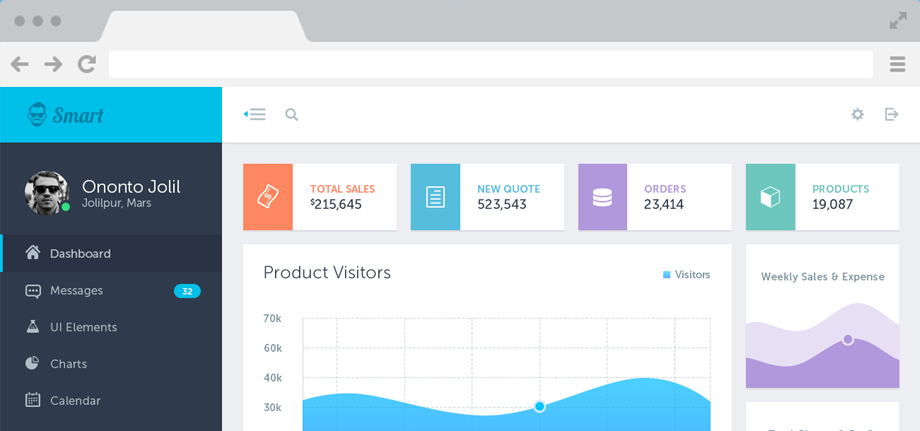 Smart
Ononto Jolil
Jolilpur, Mars
Dashboard
Messages 32
UI Elements
Charts
Calendar
TOTAL SALES
$215,645
NEW QUOTE
523,543
ORDERS
23,414
PRODUCTS
19,087
Product Visitors
Visitors
70k
60k
40k
30k
Weekly Sales & Expense